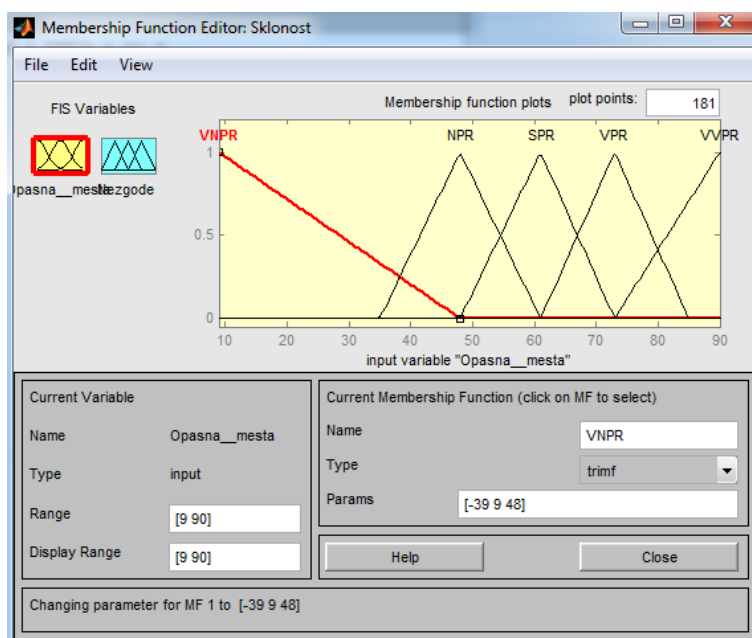 Membership Function Editor: Sklonost
File Edit View
FIS Variables
Opasna__mesta Nezgode
Membership function plots plot points: 181
VNPR NPR SPR VPR VVPR
1
0.5
0
10 20 30 40 50 60 70 80 90
input variable "Opasna__mesta"
Current Variable
Name Opasna__mesta
Type input
Range [9 90]
Display Range [9 90]
Current Membership Function (click on MF to select)
Name VNPR
Type trimf
Params [-39 9 48]
Help Close
Changing parameter for MF 1 to [-39 9 48]